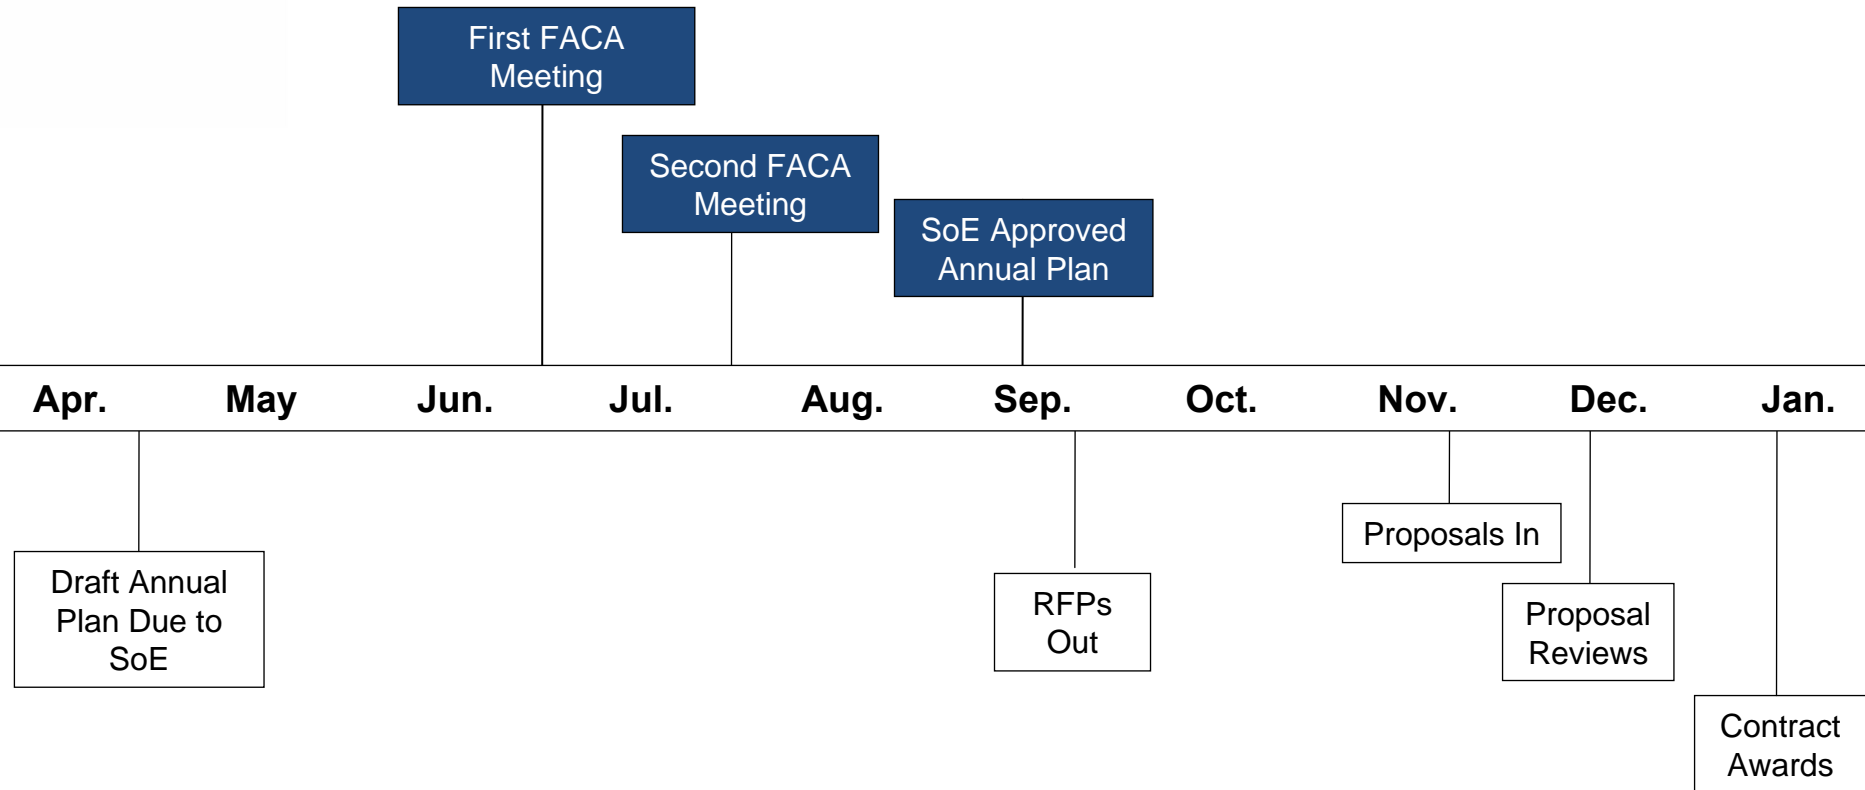 First FACA
Meeting
Second FACA
Meeting
SoE Approved
Annual Plan
Apr. May Jun. Jul. Aug. Sep. Oct. Nov. Dec. Jan.
Draft Annual
Plan Due to
SoE
RFPs
Out
Proposals In
Proposal
Reviews
Contract
Awards